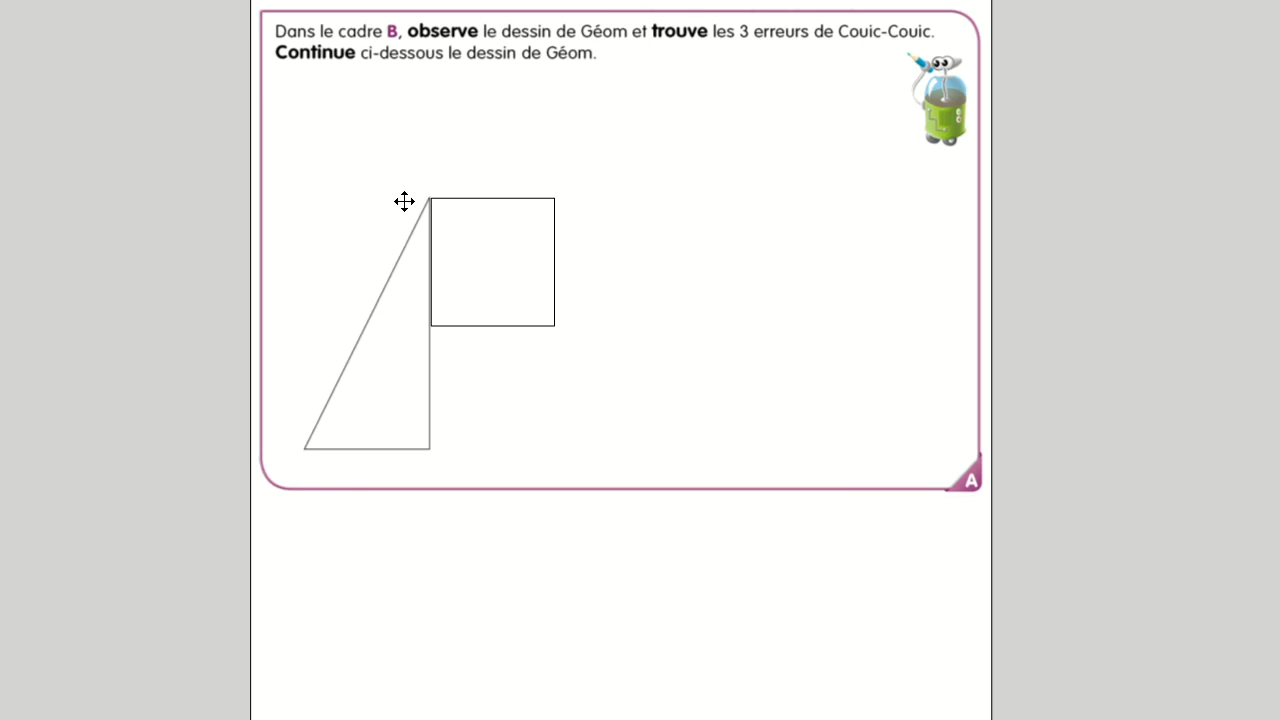 Dans le cadre B, observe le dessin de Géom et trouve les 3 erreurs de Couic-Couic.
Continue ci-dessous le dessin de Géom.
A